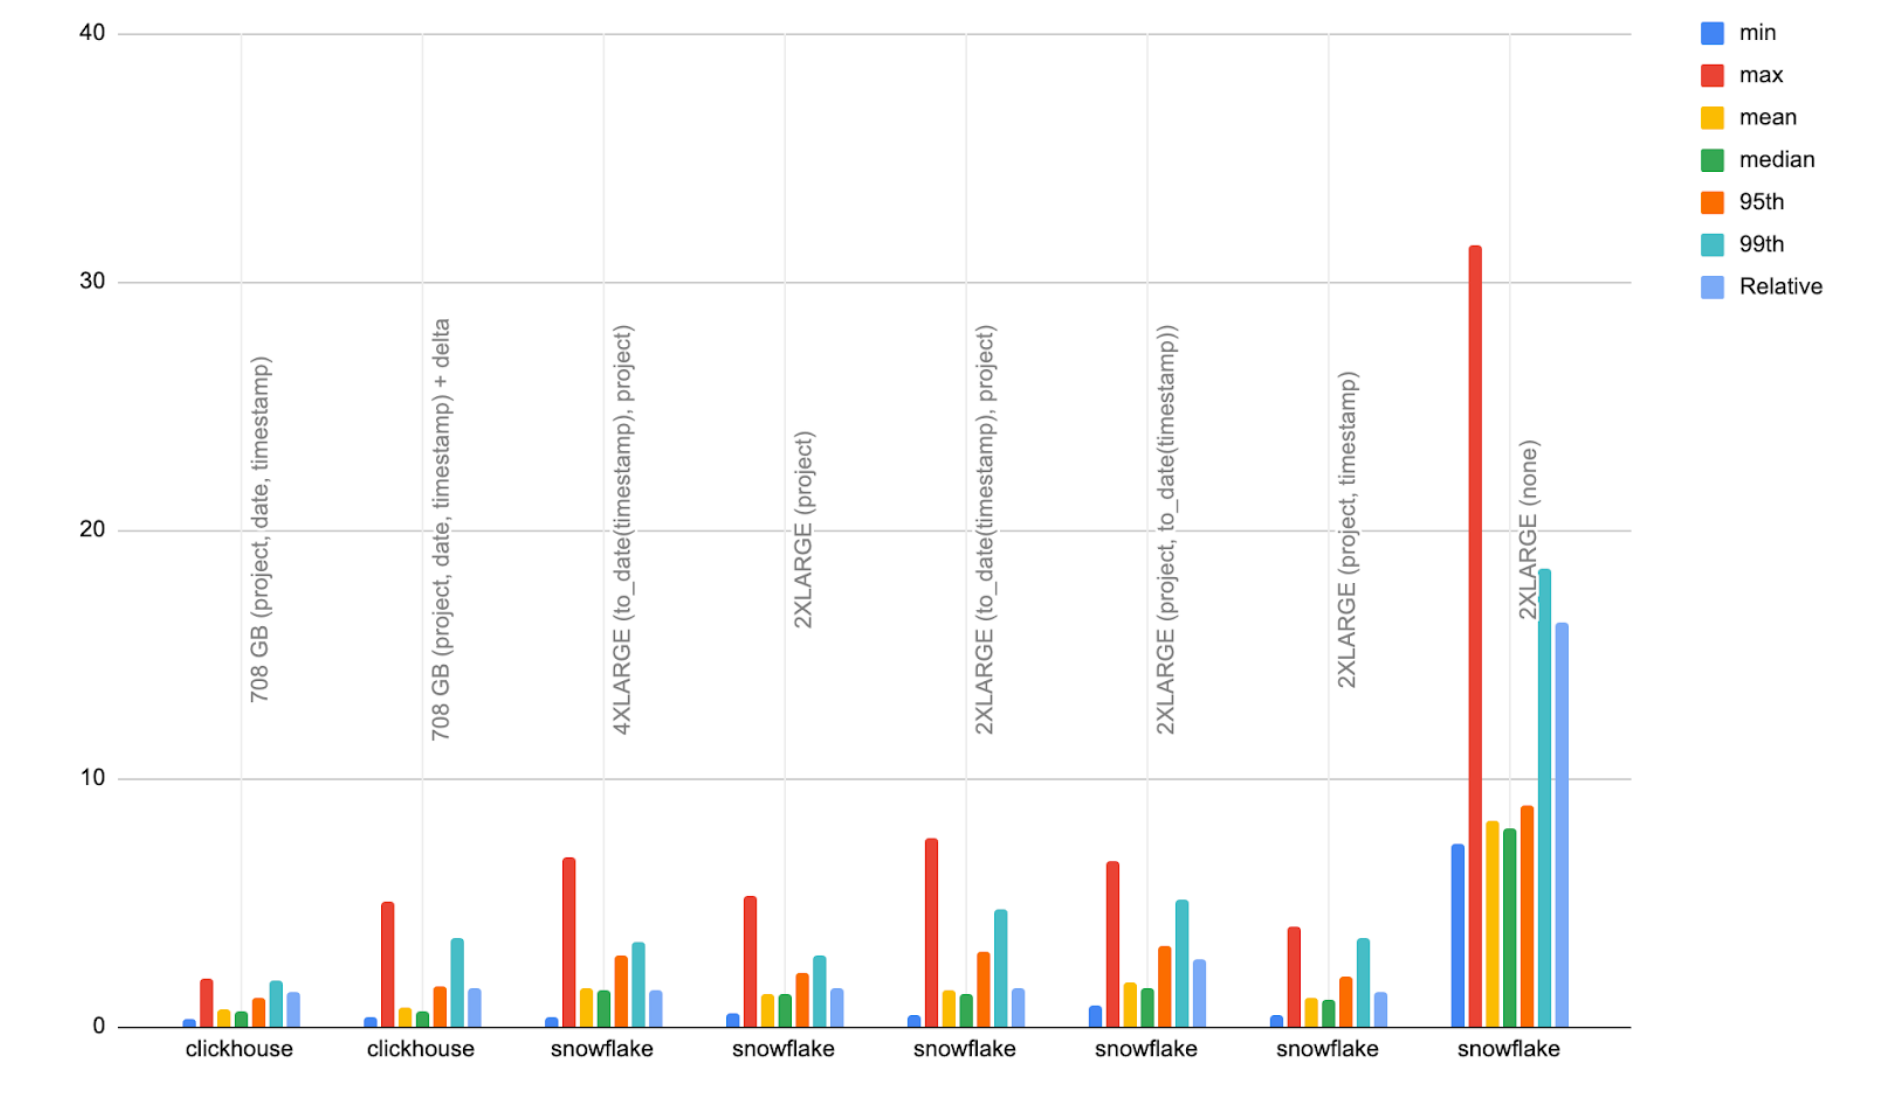 40
30
20
10
0
708 GB (project, date, timestamp)
708 GB (project, date, timestamp) + delta
4XLARGE (to_date(timestamp), project)
2XLARGE (project)
2XLARGE (to_date(timestamp), project)
2XLARGE (project, to_date(timestamp))
2XLARGE (project, timestamp)
2XLARGE (none)
clickhouse
clickhouse
snowflake
snowflake
snowflake
snowflake
snowflake
snowflake
min
max
mean
median
95th
99th
Relative